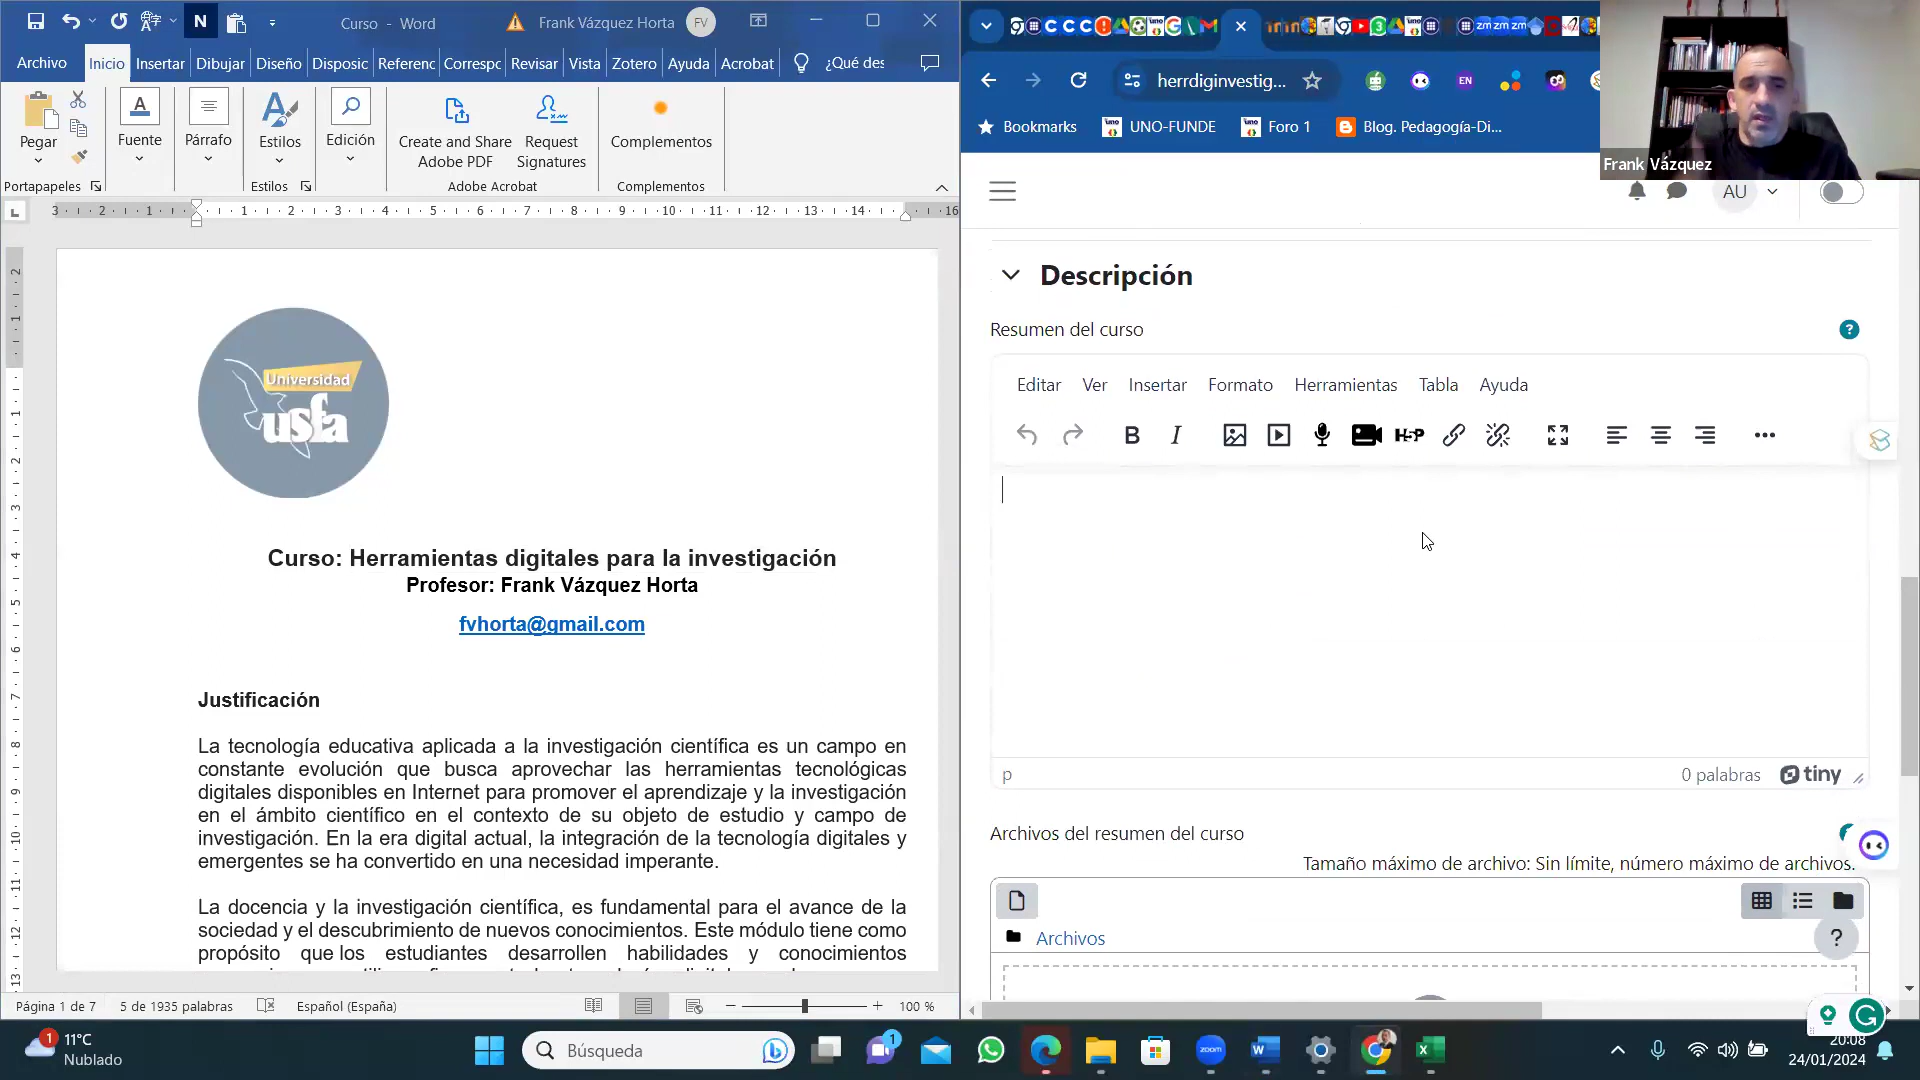 Curso - Word
Frank Vázquez Horta
FV
Archivo Inicio Insertar Dibujar Diseño Disposic Referenc Correspc Revisar Vista Zotero Ayuda Acrobat ¿Qué des
Pegar
Fuente
Párrafo
Estilos
Edición
Create and Share
Adobe PDF
Request
Signatures
Complementos
Portapapeles
Estilos
Adobe Acrobat
Complementos
Universidad
usfa
Curso: Herramientas digitales para la investigación
Profesor: Frank Vázquez Horta
fvhorta@gmail.com
Justificación
La tecnología educativa aplicada a la investigación científica es un campo en
constante evolución que busca aprovechar las herramientas tecnológicas
digitales disponibles en Internet para promover el aprendizaje y la investigación
en el ámbito científico en el contexto de su objeto de estudio y campo de
investigación. En la era digital actual, la integración de la tecnología digitales y
emergentes se ha convertido en una necesidad imperante.
La docencia y la investigación científica, es fundamental para el avance de la
sociedad y el descubrimiento de nuevos conocimientos. Este módulo tiene como
propósito que los estudiantes desarrollen habilidades y conocimientos
Página 1 de 7
5 de 1935 palabras
Español (España)
100 %
herrdiginvestig...
EN
Bookmarks
UNO-FUNDE
Foro 1
Blog. Pedagogía-Di...
Frank Vázquez
AU
Descripción
Resumen del curso
Editar Ver Insertar Formato Herramientas Tabla Ayuda
B I
H5P
p
0 palabras
tiny
Archivos del resumen del curso
Tamaño máximo de archivo: Sin límite, número máximo de archivos:
Archivos
11°C
Nublado
Búsqueda
zoom
20:08
24/01/2024